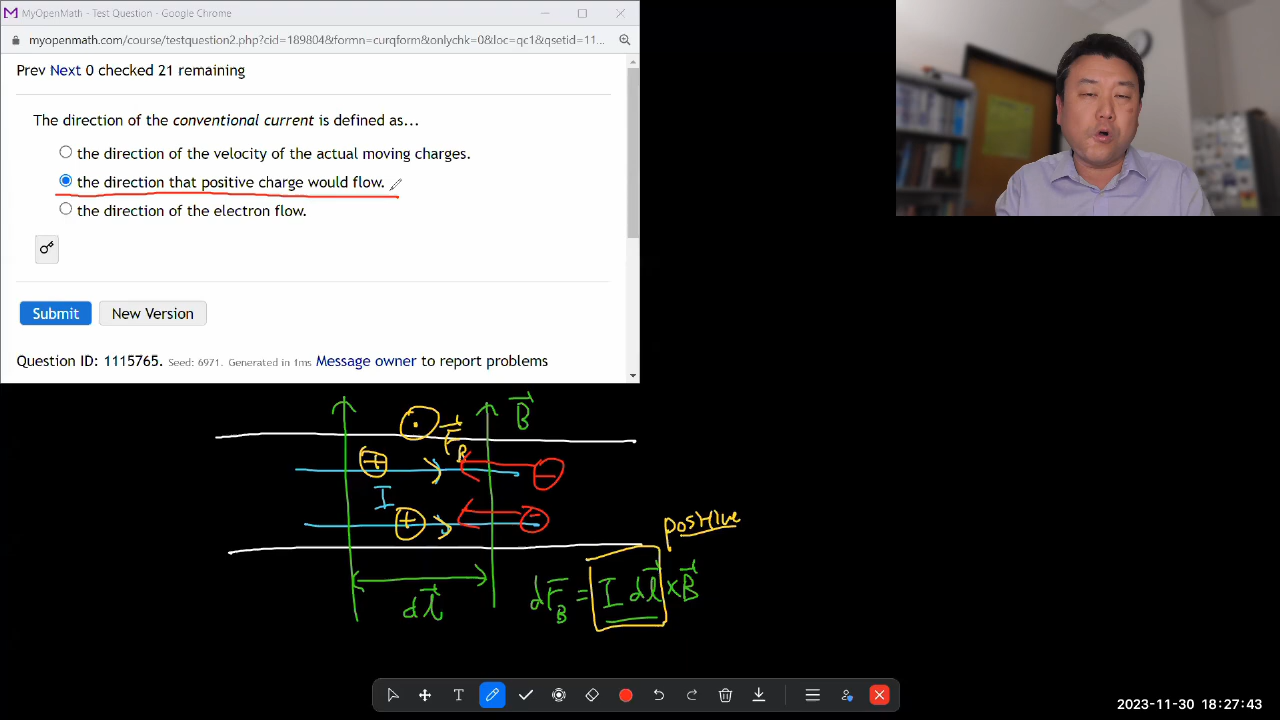 MyOpenMath - Test Question - Google Chrome
myopenmath.com/course/testquestion2.php?cid=189804&formn=curqform&onlychk=0&loc=qc1&qsetid=11...
Prev Next 0 checked 21 remaining
The direction of the conventional current is defined as...
the direction of the velocity of the actual moving charges.
the direction that positive charge would flow.
the direction of the electron flow.
Submit New Version
Question ID: 1115765. Seed: 6971. Generated in 1ms Message owner to report problems
B
F
B
+ −
I
+ −
positive
dl
dF_B = I dl × B
T
2023-11-30 18:27:43